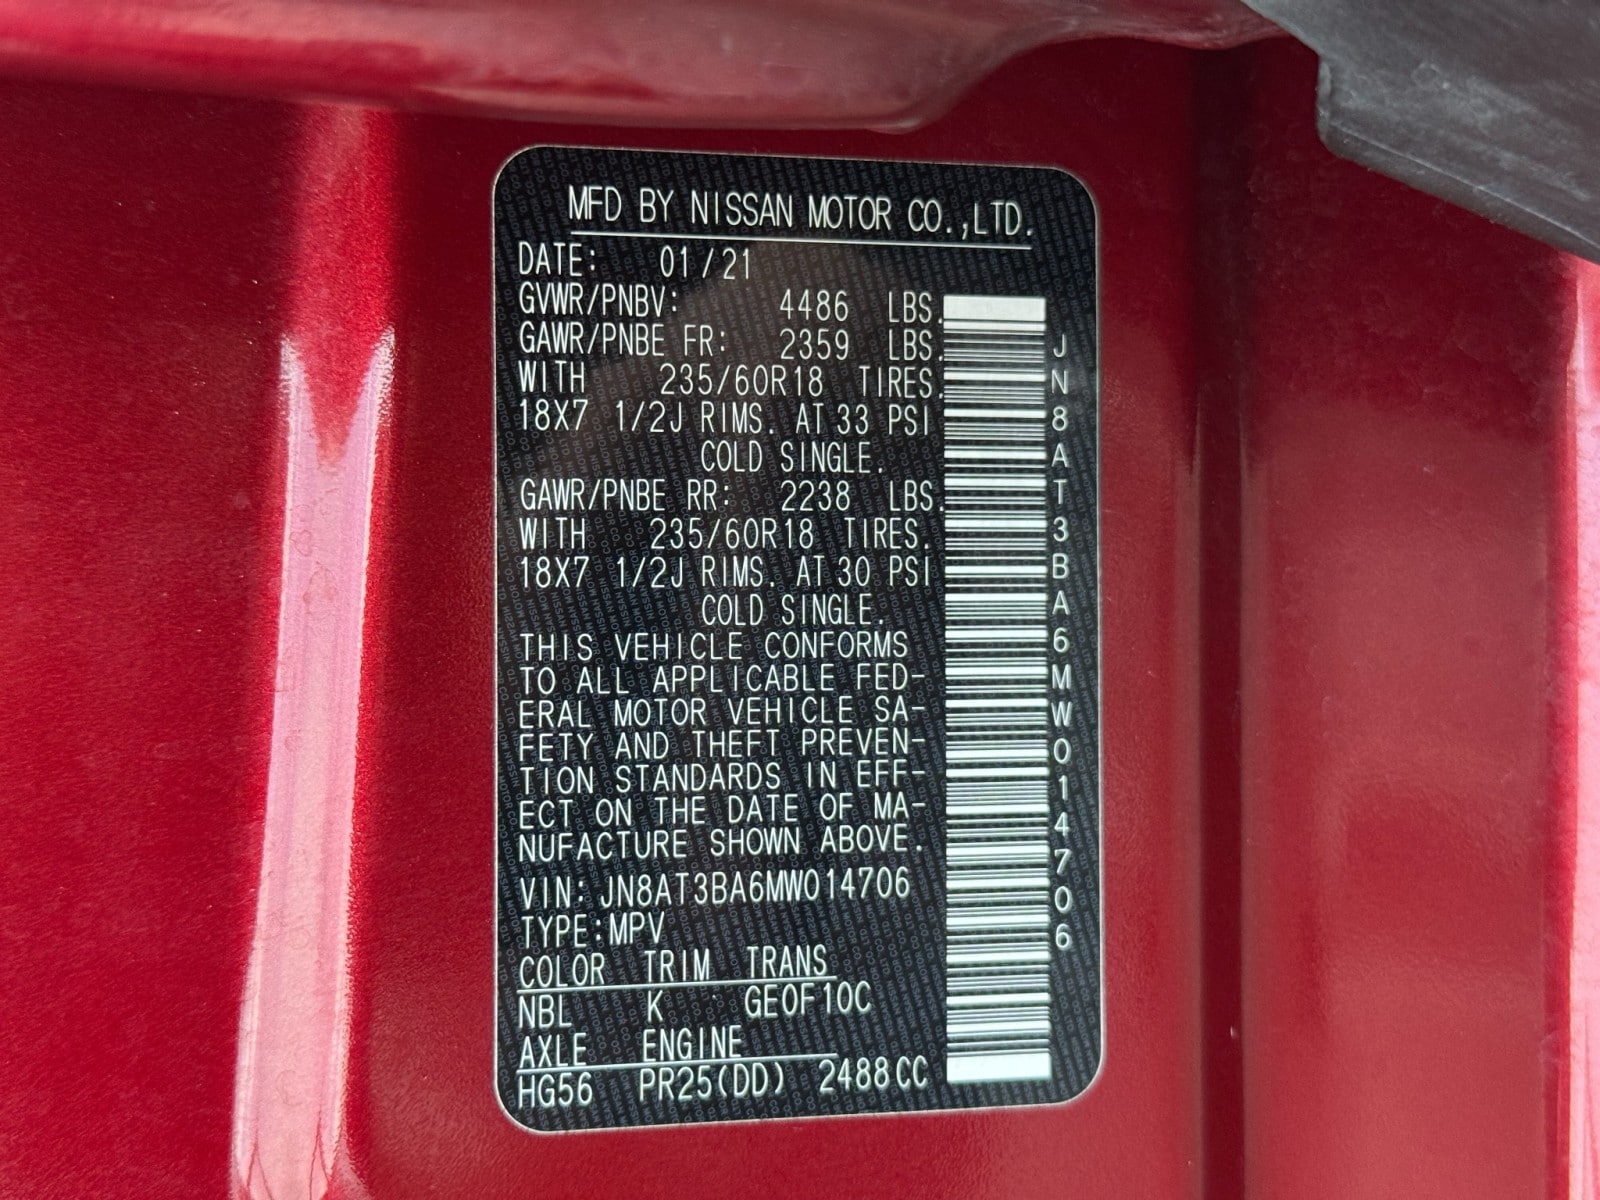 MFD BY NISSAN MOTOR CO.,LTD.
DATE: 01/21
GVWR/PNBV: 4486 LBS.
GAWR/PNBE FR: 2359 LBS.
WITH 235/60R18 TIRES.
18X7 1/2J RIMS. AT 33 PSI
COLD SINGLE.
GAWR/PNBE RR: 2238 LBS.
WITH 235/60R18 TIRES.
18X7 1/2J RIMS. AT 30 PSI
COLD SINGLE.
THIS VEHICLE CONFORMS
TO ALL APPLICABLE FED-
ERAL MOTOR VEHICLE SA-
FETY AND THEFT PREVEN-
TION STANDARDS IN EFF-
ECT ON THE DATE OF MA-
NUFACTURE SHOWN ABOVE.
VIN: JN8AT3BA6MW014706
TYPE:MPV
COLOR TRIM TRANS
NBL K GE0F10C
AXLE ENGINE
HG56 PR25(DD) 2488CC
JN8AT3BA6MW014706